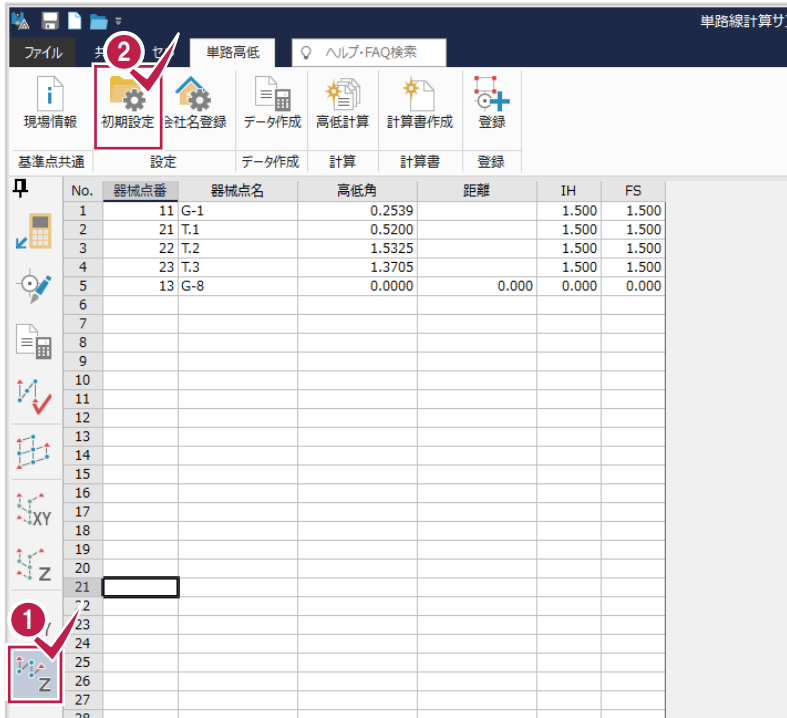 単路線計算サン
ファイル 単路高低 ヘルプ・FAQ検索
2
現場情報 初期設定 会社名登録 データ作成 高低計算 計算書作成 登録
基準点共通 設定 データ作成 計算 計算書 登録
No. 器械点番 器械点名 高低角 距離 IH FS
1 11 G-1 0.2539 1.500 1.500
2 21 T.1 0.5200 1.500 1.500
3 22 T.2 1.5325 1.500 1.500
4 23 T.3 1.3705 1.500 1.500
5 13 G-8 0.0000 0.000 0.000 0.000
6
7
8
9
10
11
12
13
14
15
16
17
18
19
20
21
22
23
24
25
26
27
28
XY
Z
1
Y
Z